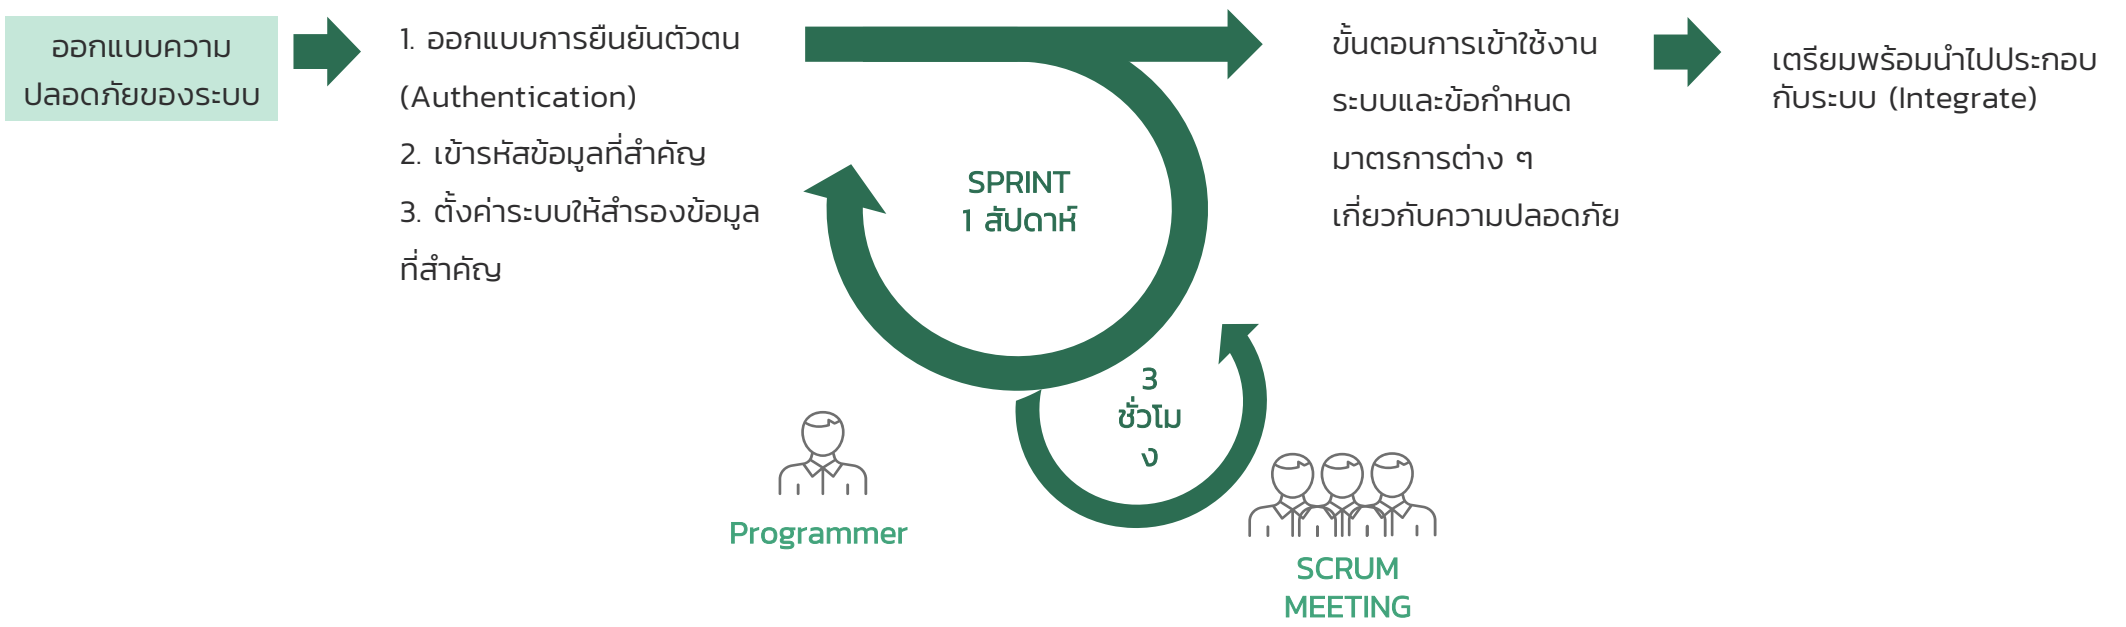 ออกแบบความ
ปลอดภัยของระบบ
1. ออกแบบการยืนยันตัวตน
(Authentication)
2. เข้ารหัสข้อมูลที่สำคัญ
3. ตั้งค่าระบบให้สำรองข้อมูล
ที่สำคัญ
SPRINT
1 สัปดาห์
3
ชั่วโม
ง
Programmer
SCRUM
MEETING
ขั้นตอนการเข้าใช้งาน
ระบบและข้อกำหนด
มาตรการต่าง ๆ
เกี่ยวกับความปลอดภัย
เตรียมพร้อมนำไปประกอบ
กับระบบ (Integrate)